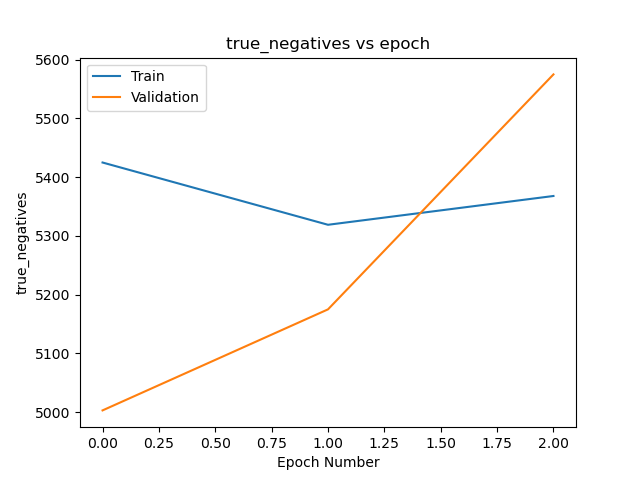 true_negatives vs epoch
Train
Validation
5600
5500
5400
5300
5200
5100
5000
true_negatives
0.00 0.25 0.50 0.75 1.00 1.25 1.50 1.75 2.00
Epoch Number